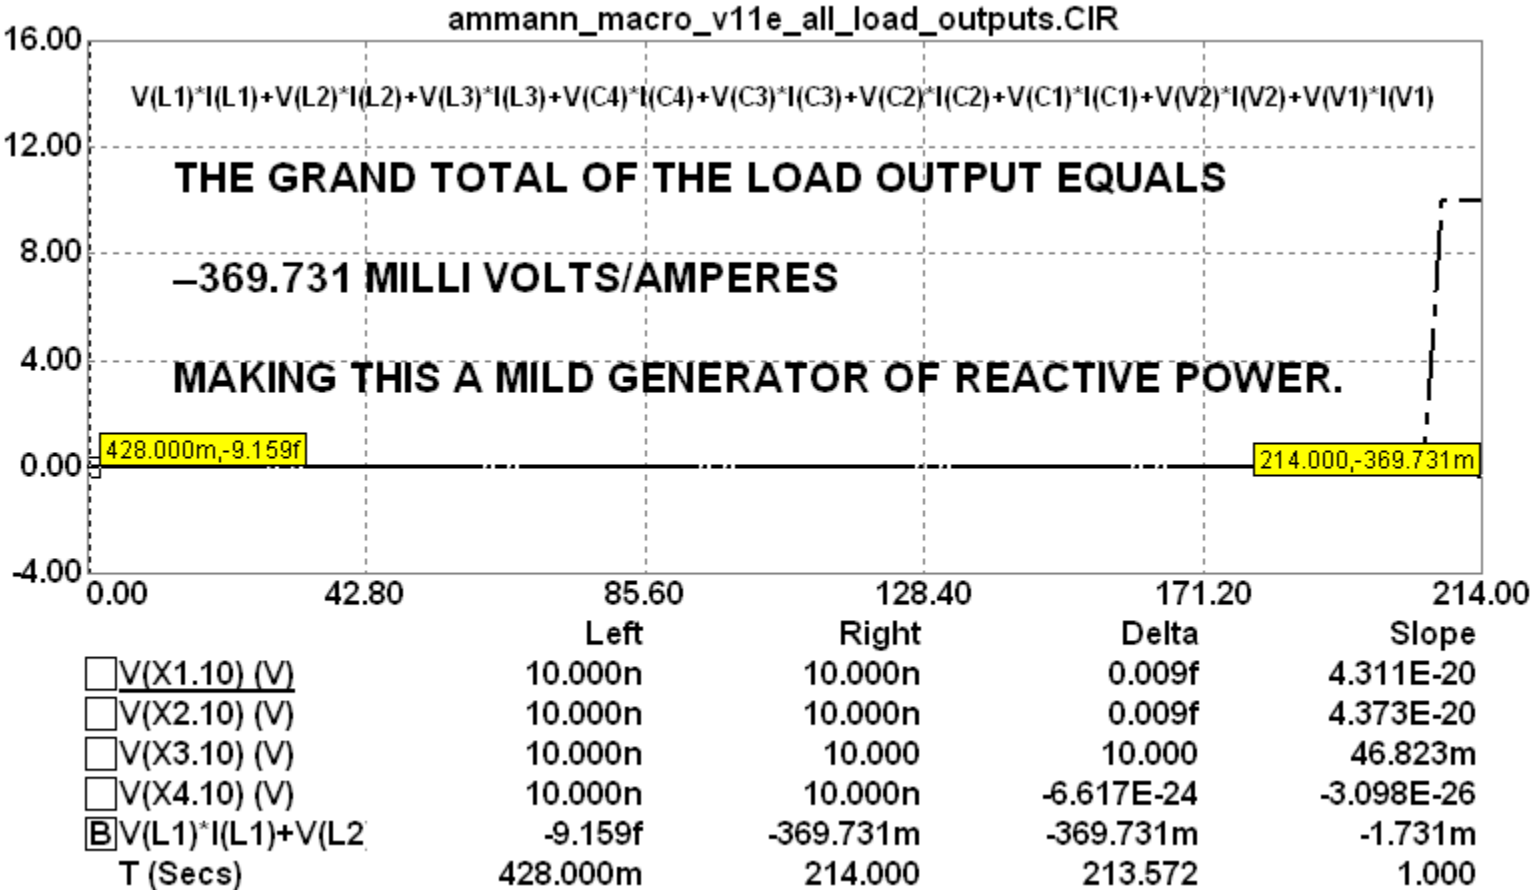 ammann_macro_v11e_all_load_outputs.CIR
16.00
V(L1)*I(L1)+V(L2)*I(L2)+V(L3)*I(L3)+V(C4)*I(C4)+V(C3)*I(C3)+V(C2)*I(C2)+V(C1)*I(C1)+V(V2)*I(V2)+V(V1)*I(V1)
12.00
THE GRAND TOTAL OF THE LOAD OUTPUT EQUALS
8.00
–369.731 MILLI VOLTS/AMPERES
4.00
MAKING THIS A MILD GENERATOR OF REACTIVE POWER.
428.000m,-9.159f
214.000,-369.731m
0.00
-4.00
0.00 42.80 85.60 128.40 171.20 214.00
Left Right Delta Slope
V(X1.10) (V) 10.000n 10.000n 0.009f 4.311E-20
V(X2.10) (V) 10.000n 10.000n 0.009f 4.373E-20
V(X3.10) (V) 10.000n 10.000 10.000 46.823m
V(X4.10) (V) 10.000n 10.000n -6.617E-24 -3.098E-26
B V(L1)*I(L1)+V(L2 -9.159f -369.731m -369.731m -1.731m
T (Secs) 428.000m 214.000 213.572 1.000